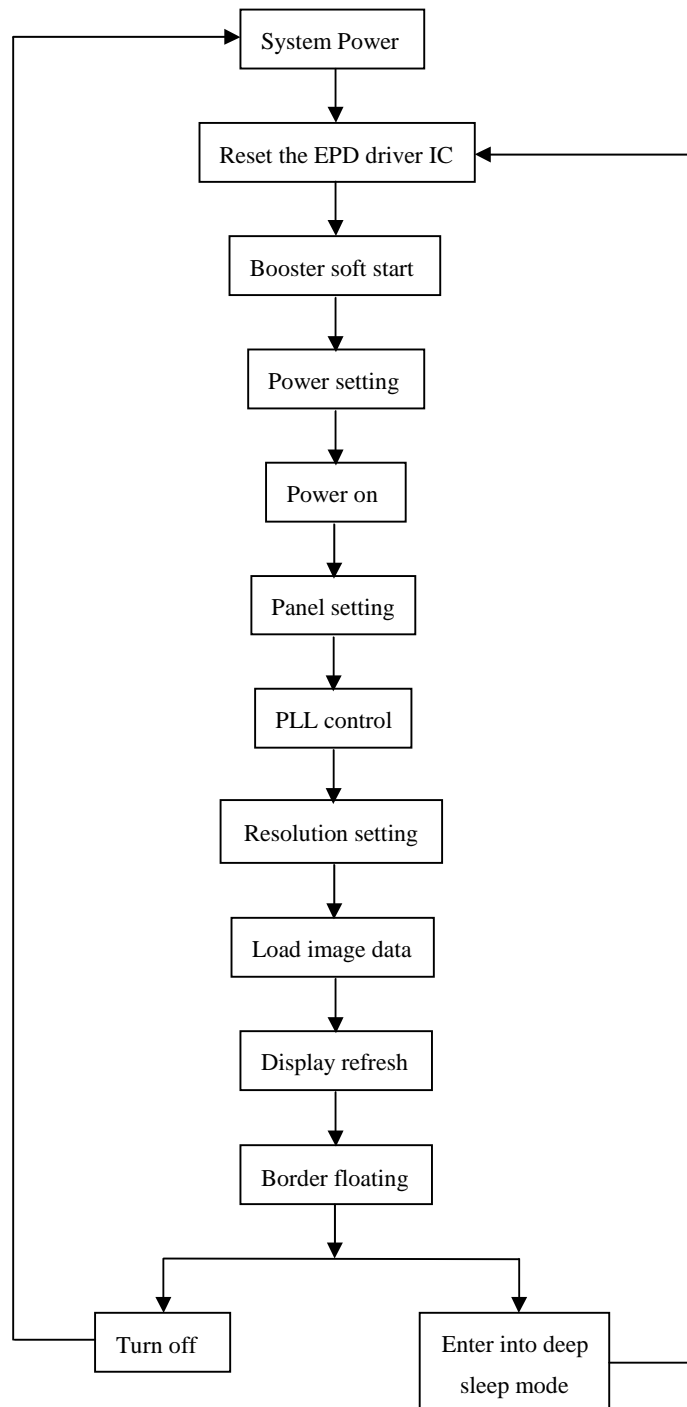 System Power
Reset the EPD driver IC
Booster soft start
Power setting
Power on
Panel setting
PLL control
Resolution setting
Load image data
Display refresh
Border floating
Turn off
Enter into deep
sleep mode